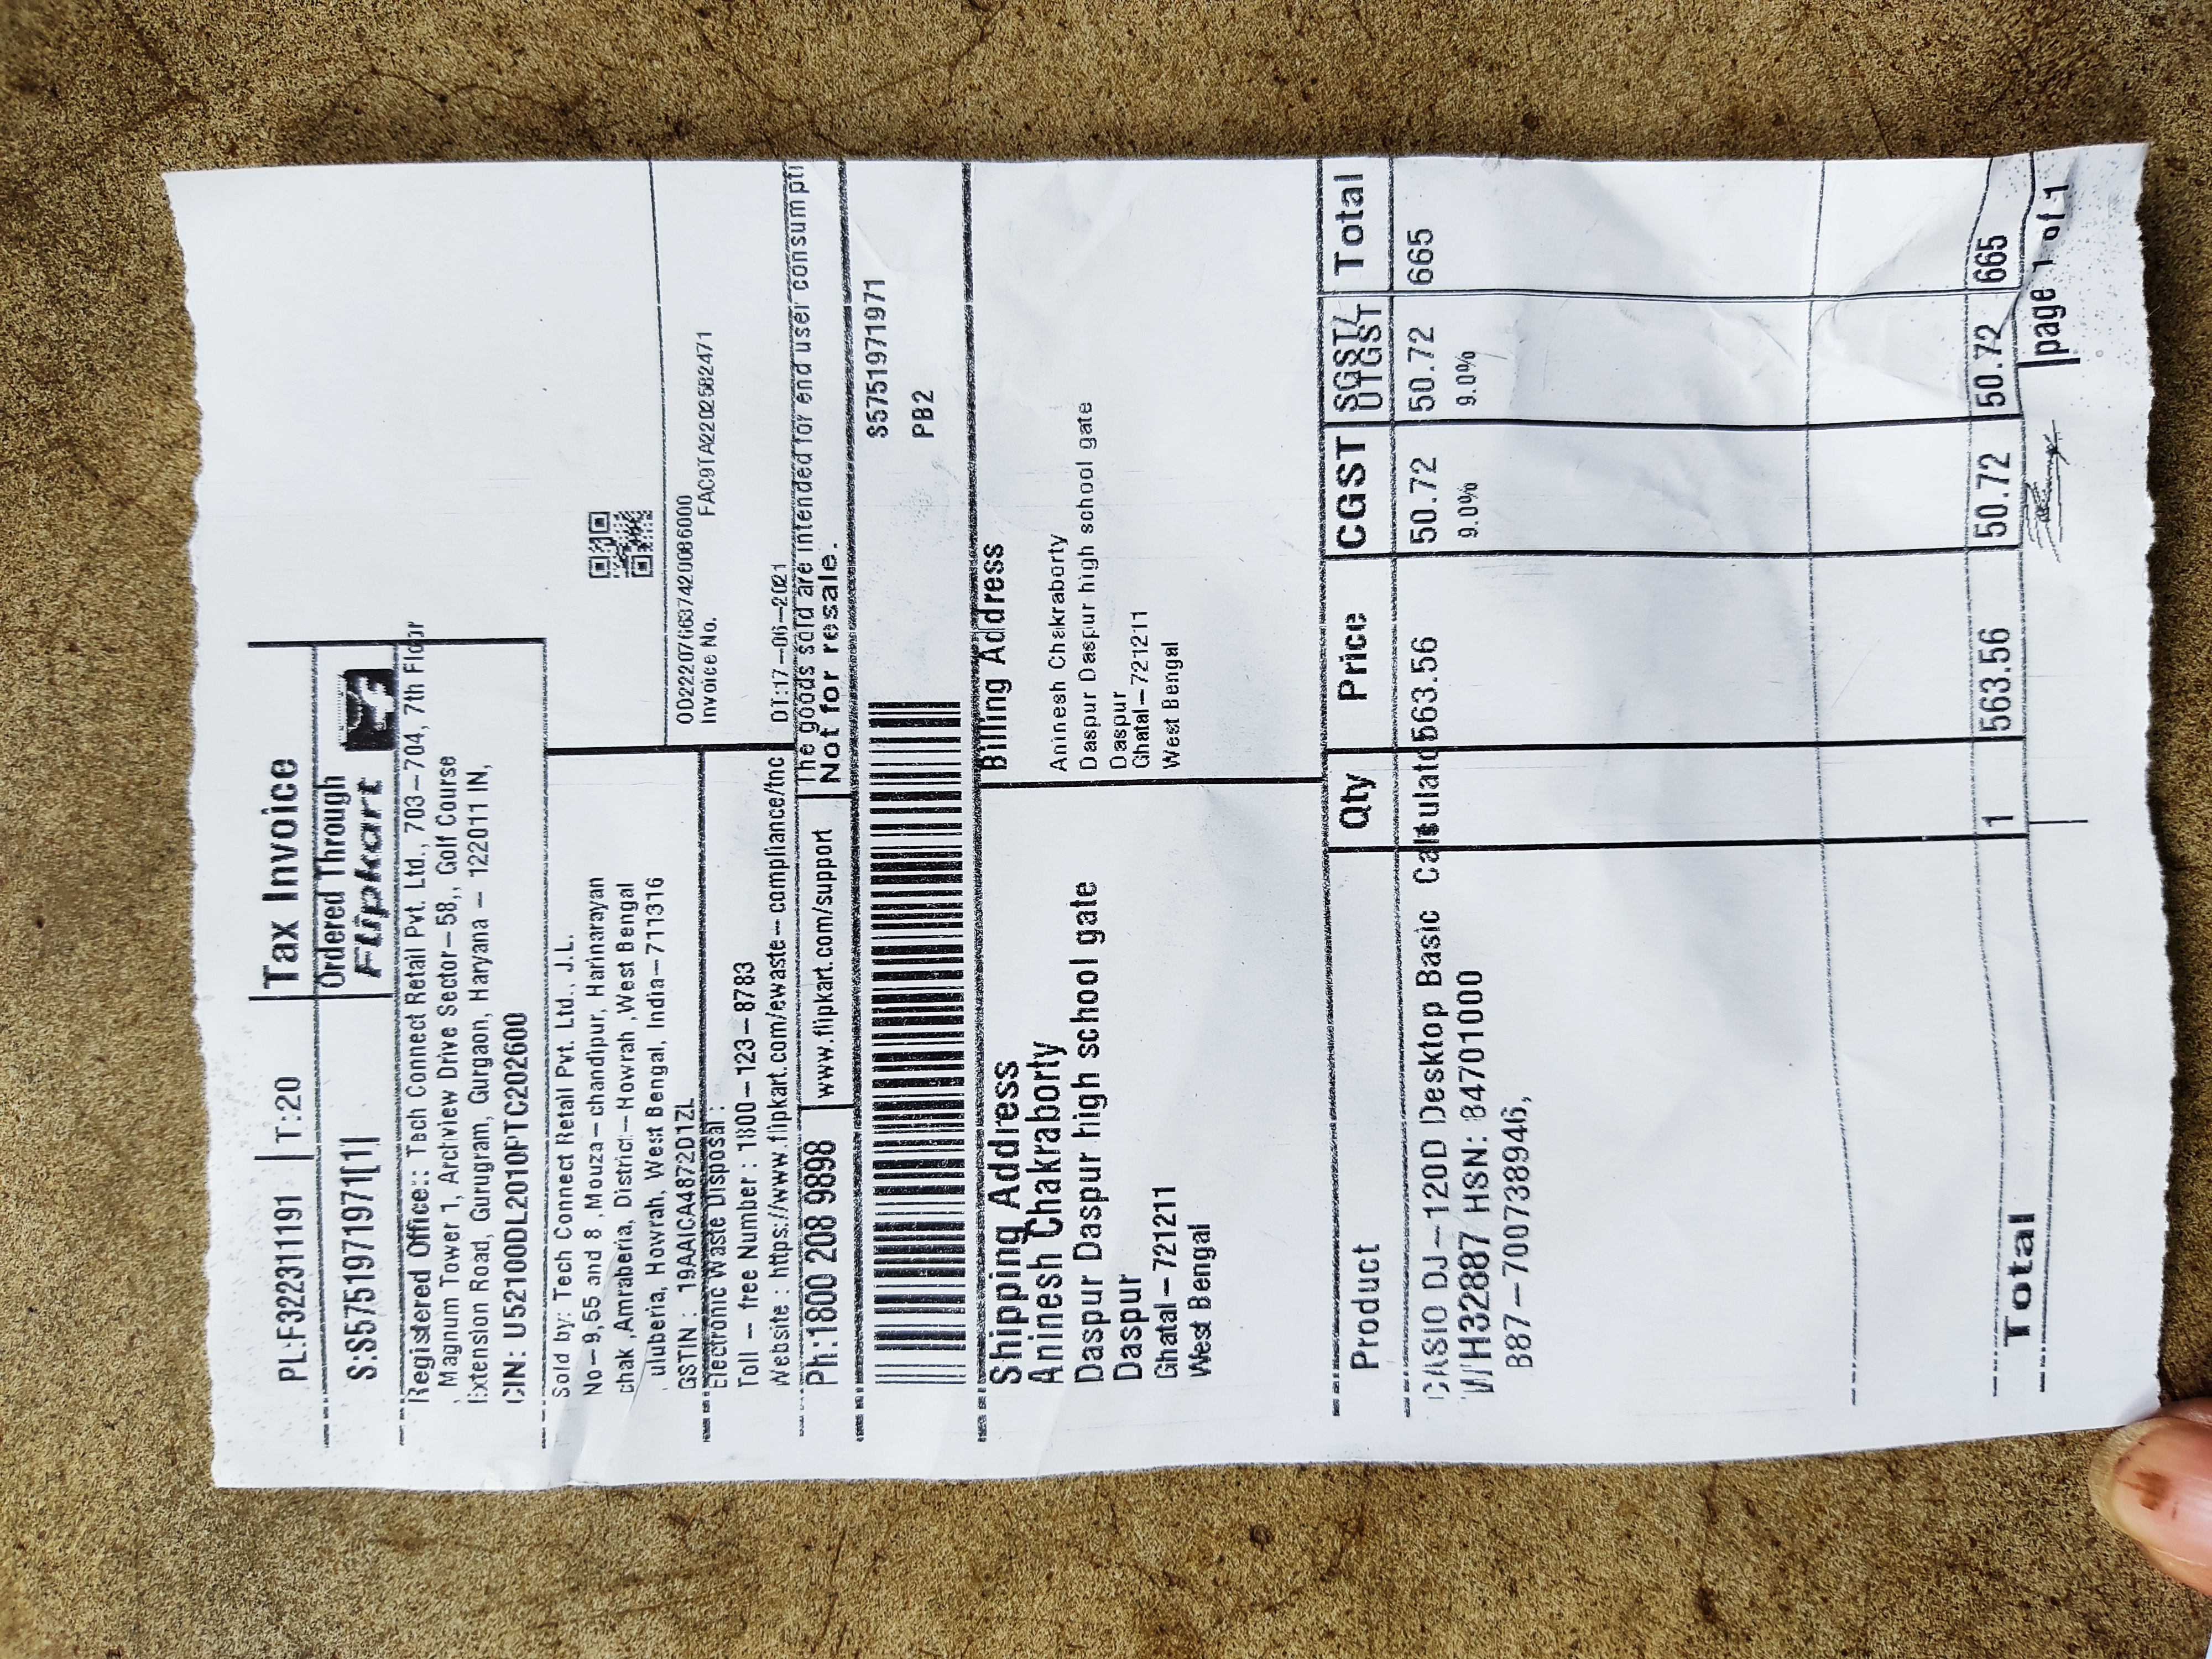 PL:F322311191 T:20 Tax Invoice
S:S5751971971[1] Ordered Through
Flipkart
Registered Office:: Tech Connect Retail Pvt. Ltd., 703-704, 7th Floor
, Magnum Tower 1, Archview Drive Sector-58,, Golf Course
Extension Road, Gurugram, Gurgaon, Haryana - 122011 IN,
CIN: U52100DL2010PTC202600
Sold by: Tech Connect Retail Pvt. Ltd., J.L.
No-9,55 and 8 ,Mouza-chandipur, Harinarayan
chak ,Amraberia, District-Howrah ,West Bengal
, uluberia, Howrah, West Bengal, India-711316
GSTIN : 19AAICA4872D1ZL
OD222076637420086000
Invoice No. FAC9TA2202582471
Electronic Waste Disposal :
Toll - free Number : 1800-123-8783
Website : https://www.flipkart.com/ewaste-compliance/tnc
DT:17-06-2021
Ph:1800 208 9898 www.flipkart.com/support
The goods sold are intended for end user consumpti
Not for resale.
S5751971971
PB2
Shipping Address
Aninesh Chakraborty
Daspur Daspur high school gate
Daspur
Ghatal-721211
West Bengal
Billing Address
Aninesh Chakraborty
Daspur Daspur high school gate
Daspur
Ghatal-721211
West Bengal
Product Qty Price CGST SGST/ UTGST Total
CASIO DJ-120D Desktop Basic Calculator 563.56 50.72 50.72 665
WH32887 HSN: 84701000 9.0% 9.0%
B87-700738946,
Total 1 563.56 50.72 50.72 665
page 1 of 1